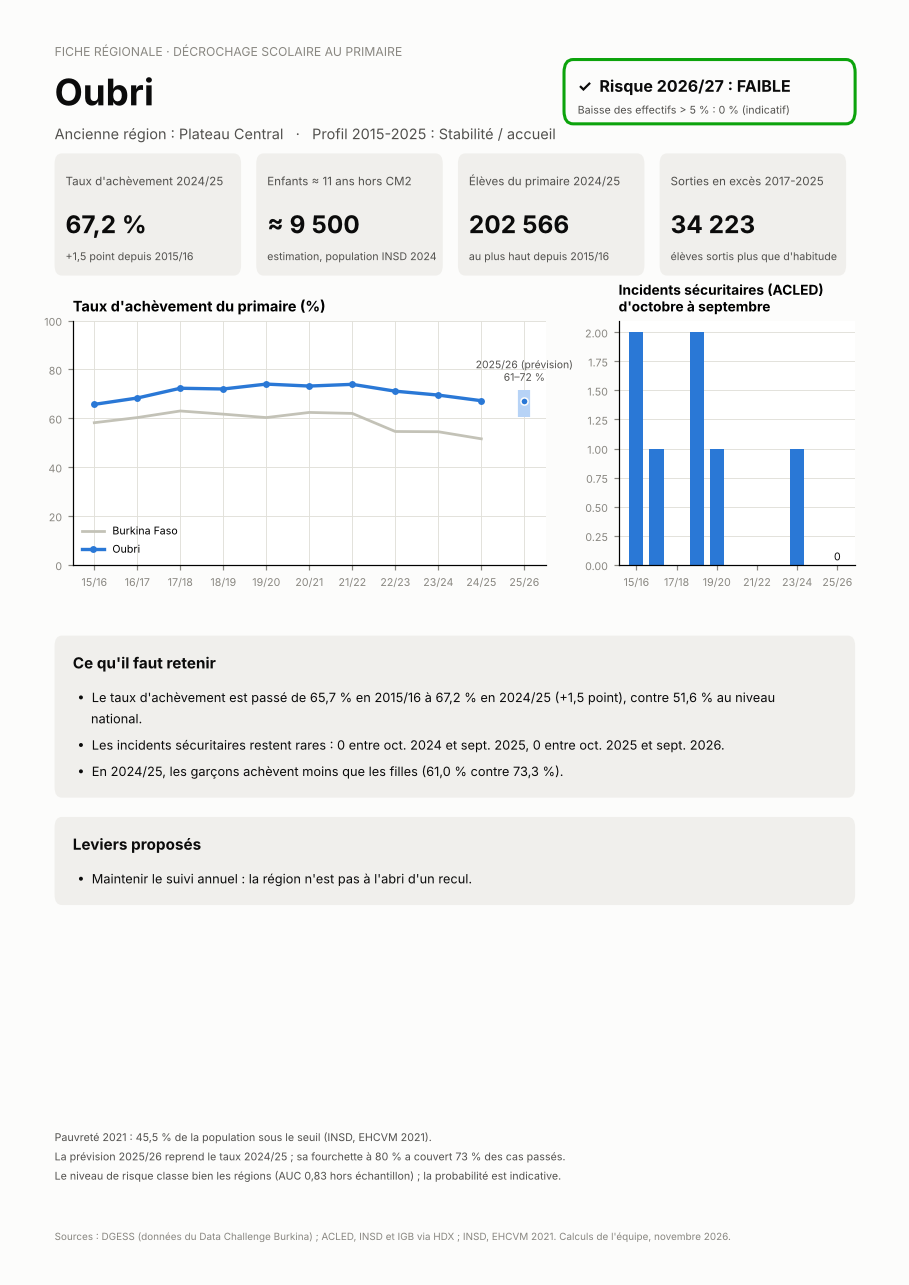 FICHE RÉGIONALE · DÉCROCHAGE SCOLAIRE AU PRIMAIRE
Oubri
✓ Risque 2026/27 : FAIBLE
Baisse des effectifs > 5 % : 0 % (indicatif)
Ancienne région : Plateau Central · Profil 2015-2025 : Stabilité / accueil
Taux d'achèvement 2024/25
67,2 %
+1,5 point depuis 2015/16
Enfants ≈ 11 ans hors CM2
≈ 9 500
estimation, population INSD 2024
Élèves du primaire 2024/25
202 566
au plus haut depuis 2015/16
Sorties en excès 2017-2025
34 223
élèves sortis plus que d'habitude
Taux d'achèvement du primaire (%)
100
80
60
40
20
0
2025/26 (prévision)
61–72 %
Burkina Faso
Oubri
15/16 16/17 17/18 18/19 19/20 20/21 21/22 22/23 23/24 24/25 25/26
Incidents sécuritaires (ACLED)
d'octobre à septembre
2.00
1.75
1.50
1.25
1.00
0.75
0.50
0.25
0.00
0
15/16 17/18 19/20 21/22 23/24 25/26
Ce qu'il faut retenir
• Le taux d'achèvement est passé de 65,7 % en 2015/16 à 67,2 % en 2024/25 (+1,5 point), contre 51,6 % au niveau
national.
• Les incidents sécuritaires restent rares : 0 entre oct. 2024 et sept. 2025, 0 entre oct. 2025 et sept. 2026.
• En 2024/25, les garçons achèvent moins que les filles (61,0 % contre 73,3 %).
Leviers proposés
• Maintenir le suivi annuel : la région n'est pas à l'abri d'un recul.
Pauvreté 2021 : 45,5 % de la population sous le seuil (INSD, EHCVM 2021).
La prévision 2025/26 reprend le taux 2024/25 ; sa fourchette à 80 % a couvert 73 % des cas passés.
Le niveau de risque classe bien les régions (AUC 0,83 hors échantillon) ; la probabilité est indicative.
Sources : DGESS (données du Data Challenge Burkina) ; ACLED, INSD et IGB via HDX ; INSD, EHCVM 2021. Calculs de l'équipe, novembre 2026.